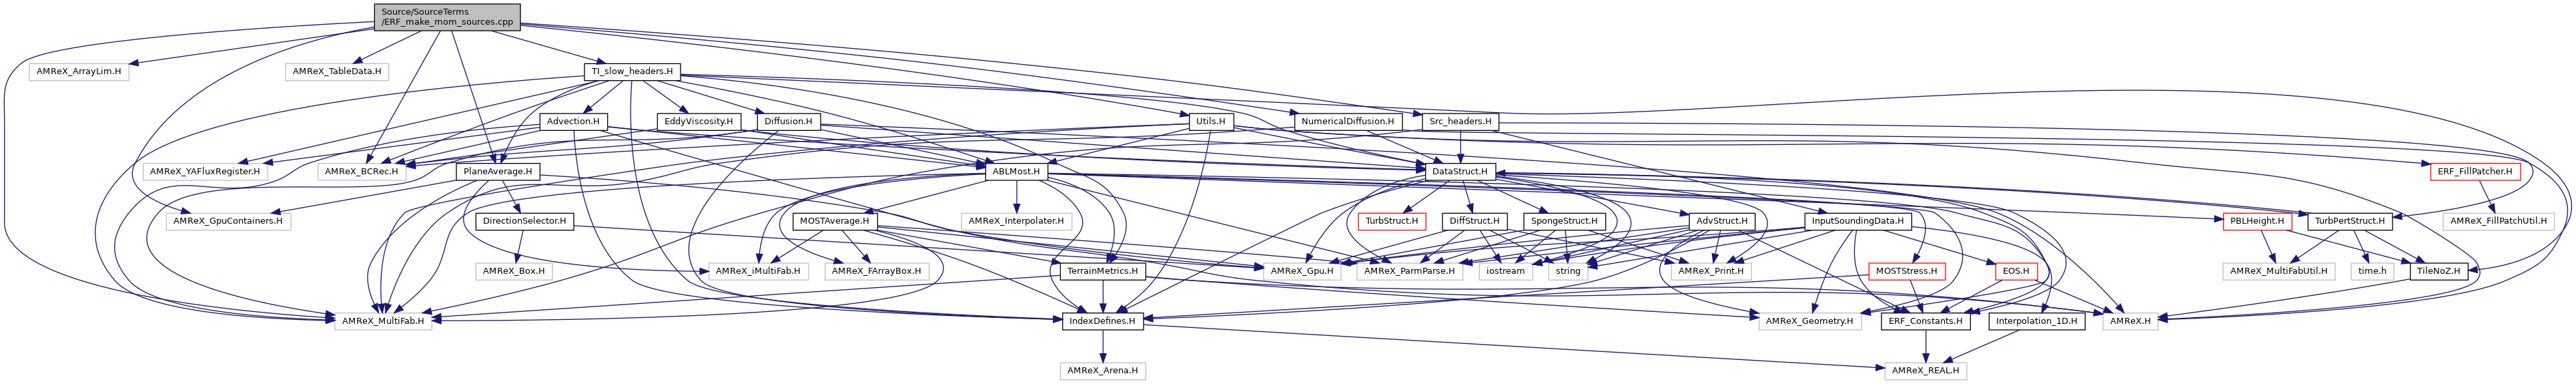 Source/SourceTerms
/ERF_make_mom_sources.cpp
AMReX_ArrayLim.H
AMReX_TableData.H
TI_slow_headers.H
Advection.H
EddyViscosity.H
Diffusion.H
Utils.H
NumericalDiffusion.H
Src_headers.H
AMReX_YAFluxRegister.H
AMReX_BCRec.H
PlaneAverage.H
ABLMost.H
DataStruct.H
ERF_FillPatcher.H
AMReX_GpuContainers.H
DirectionSelector.H
MOSTAverage.H
AMReX_Interpolater.H
TurbStruct.H
DiffStruct.H
SpongeStruct.H
AdvStruct.H
InputSoundingData.H
PBLHeight.H
TurbPertStruct.H
AMReX_FillPatchUtil.H
AMReX_Box.H
AMReX_iMultiFab.H
AMReX_FArrayBox.H
TerrainMetrics.H
AMReX_Gpu.H
AMReX_ParmParse.H
iostream
string
AMReX_Print.H
MOSTStress.H
EOS.H
AMReX_MultiFabUtil.H
time.h
TileNoZ.H
AMReX_MultiFab.H
IndexDefines.H
AMReX_Geometry.H
ERF_Constants.H
Interpolation_1D.H
AMReX.H
AMReX_Arena.H
AMReX_REAL.H